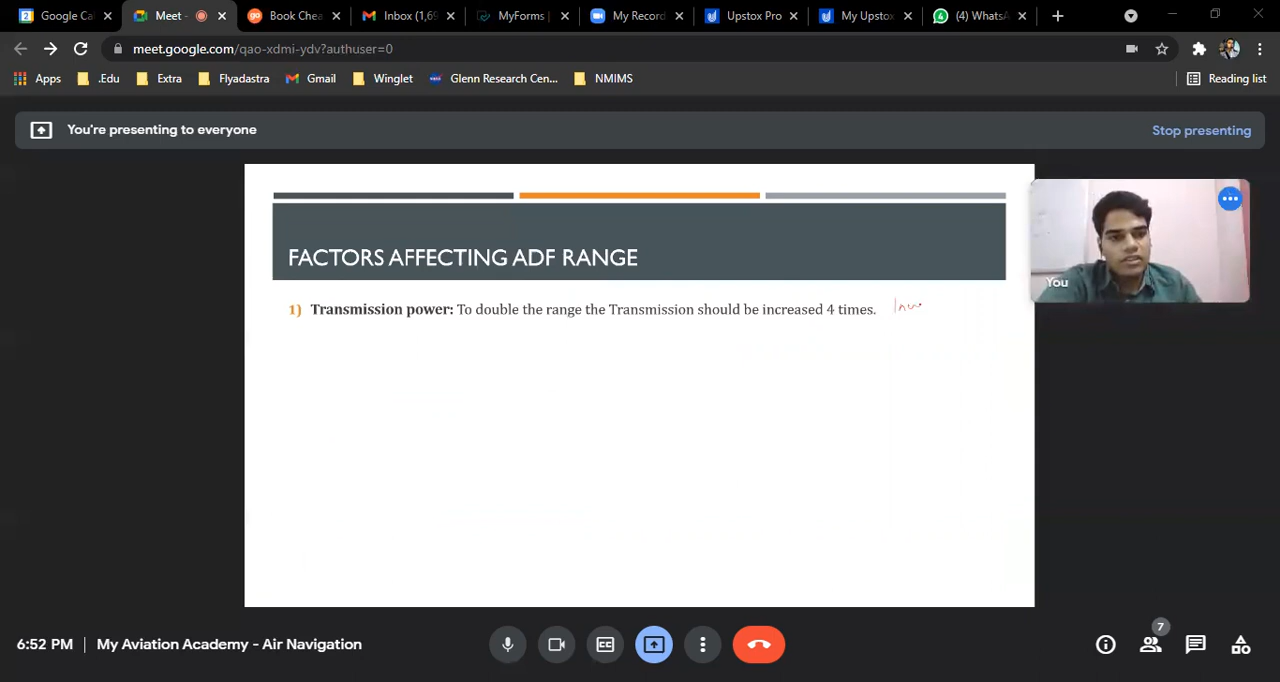 Google Ca
Meet -
Book Chea
Inbox (1,69
MyForms |
My Record
Upstox Pro
My Upsto
(4) WhatsA
meet.google.com/qao-xdmi-ydv?authuser=0
Apps
.Edu
Extra
Flyadastra
Gmail
Winglet
Glenn Research Cen...
NMIMS
Reading list
You're presenting to everyone
Stop presenting
FACTORS AFFECTING ADF RANGE
1) Transmission power: To double the range the Transmission should be increased 4 times.
You
6:52 PM | My Aviation Academy - Air Navigation
CC
7